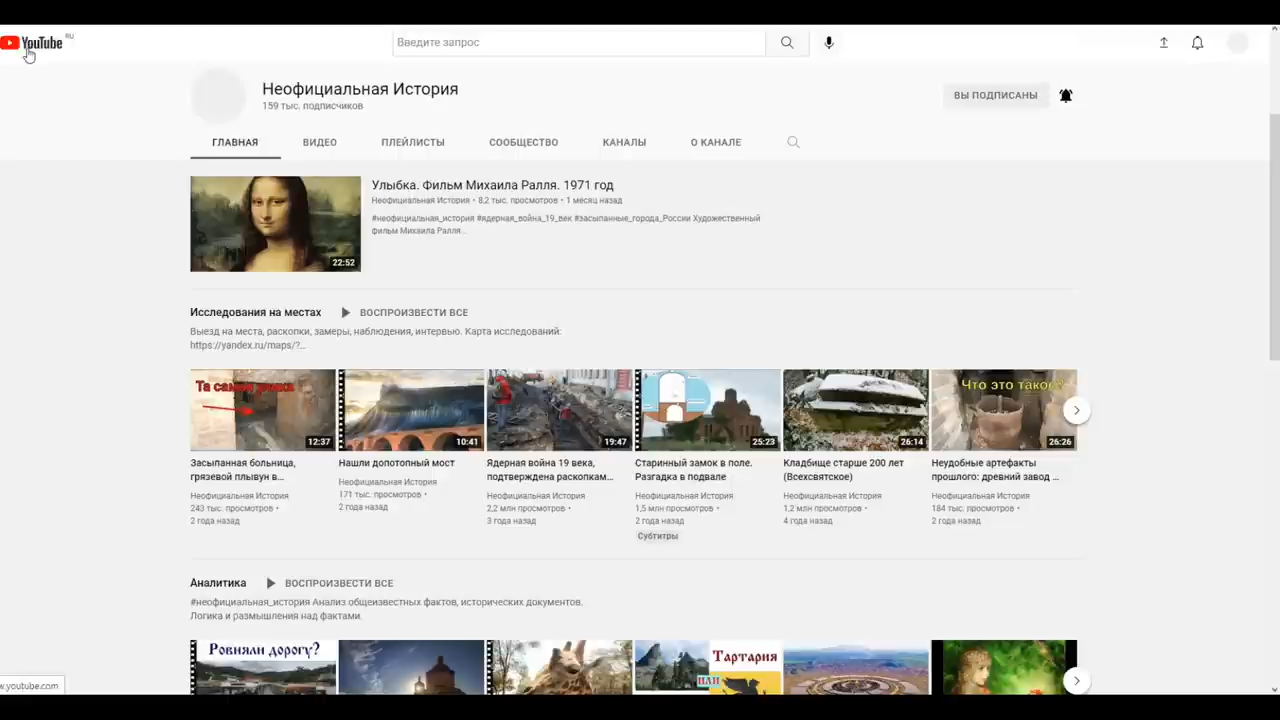 YouTube RU
Введите запрос
Неофициальная История
159 тыс. подписчиков
ВЫ ПОДПИСАНЫ
ГЛАВНАЯ ВИДЕО ПЛЕЙЛИСТЫ СООБЩЕСТВО КАНАЛЫ О КАНАЛЕ
Улыбка. Фильм Михаила Ралля. 1971 год
Неофициальная История • 8,2 тыс. просмотров • 1 месяц назад
#неофициальная_история #ядерная_война_19_век #засыпанные_города_России Художественный
фильм Михаила Ралля...
22:52
Исследования на местах ВОСПРОИЗВЕСТИ ВСЕ
Выезд на места, раскопки, замеры, наблюдения, интервью. Карта исследований:
https://yandex.ru/maps/?...
12:37
Засыпанная больница,
грязевой плывун в...
Неофициальная История
243 тыс. просмотров •
2 года назад
10:41
Нашли допотопный мост
Неофициальная История
171 тыс. просмотров •
2 года назад
19:47
Ядерная война 19 века,
подтверждена раскопкам...
Неофициальная История
2,2 млн просмотров •
3 года назад
25:23
Старинный замок в поле.
Разгадка в подвале
Неофициальная История
1,5 млн просмотров •
2 года назад
Субтитры
26:14
Кладбище старше 200 лет
(Всехсвятское)
Неофициальная История
1,2 млн просмотров •
4 года назад
Что это такое?
26:26
Неудобные артефакты
прошлого: древний завод ...
Неофициальная История
184 тыс. просмотров •
2 года назад
Аналитика ВОСПРОИЗВЕСТИ ВСЕ
#неофициальная_история Анализ общеизвестных фактов, исторических документов.
Логика и размышления над фактами.
Ровняли дорогу?
Тартария
или
w.youtube.com